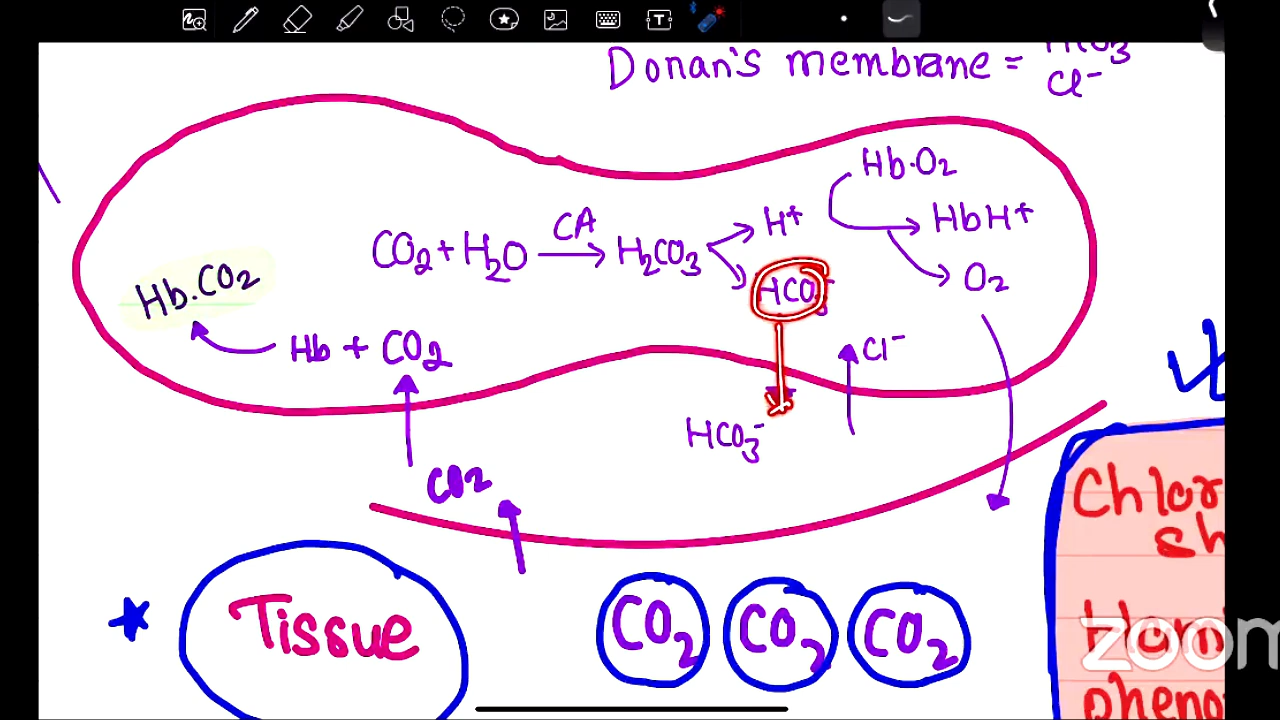 Donan's membrane = HCO3
Cl-
Hb·O2
HbH+
O2
CO2 + H2O CA H2CO3 H+
HCO3-
Hb.CO2
Hb + CO2
Cl-
HCO3-
CO2
Tissue
CO2 CO2 CO2
Chlor
sh
pheno
zoom